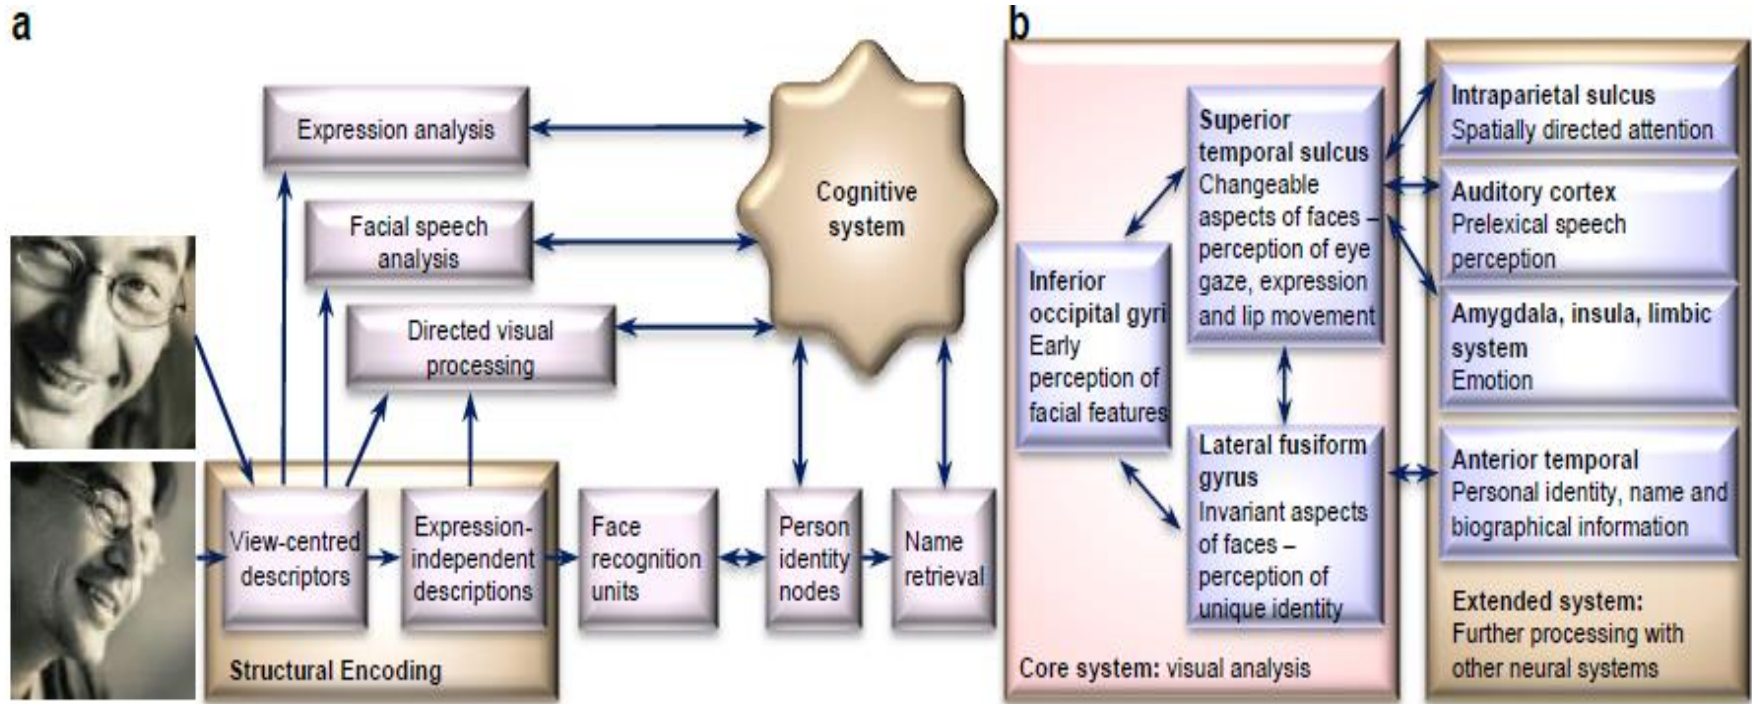 a
Expression analysis
Facial speech
analysis
Directed visual
processing
Cognitive
system
View-centred
descriptors
Expression-
independent
descriptions
Face
recognition
units
Person
identity
nodes
Name
retrieval
Structural Encoding
b
Inferior
occipital gyri
Early
perception of
facial features
Superior
temporal sulcus
Changeable
aspects of faces –
perception of eye
gaze, expression
and lip movement
Lateral fusiform
gyrus
Invariant aspects
of faces –
perception of
unique identity
Core system: visual analysis
Intraparietal sulcus
Spatially directed attention
Auditory cortex
Prelexical speech
perception
Amygdala, insula, limbic
system
Emotion
Anterior temporal
Personal identity, name and
biographical information
Extended system:
Further processing with
other neural systems